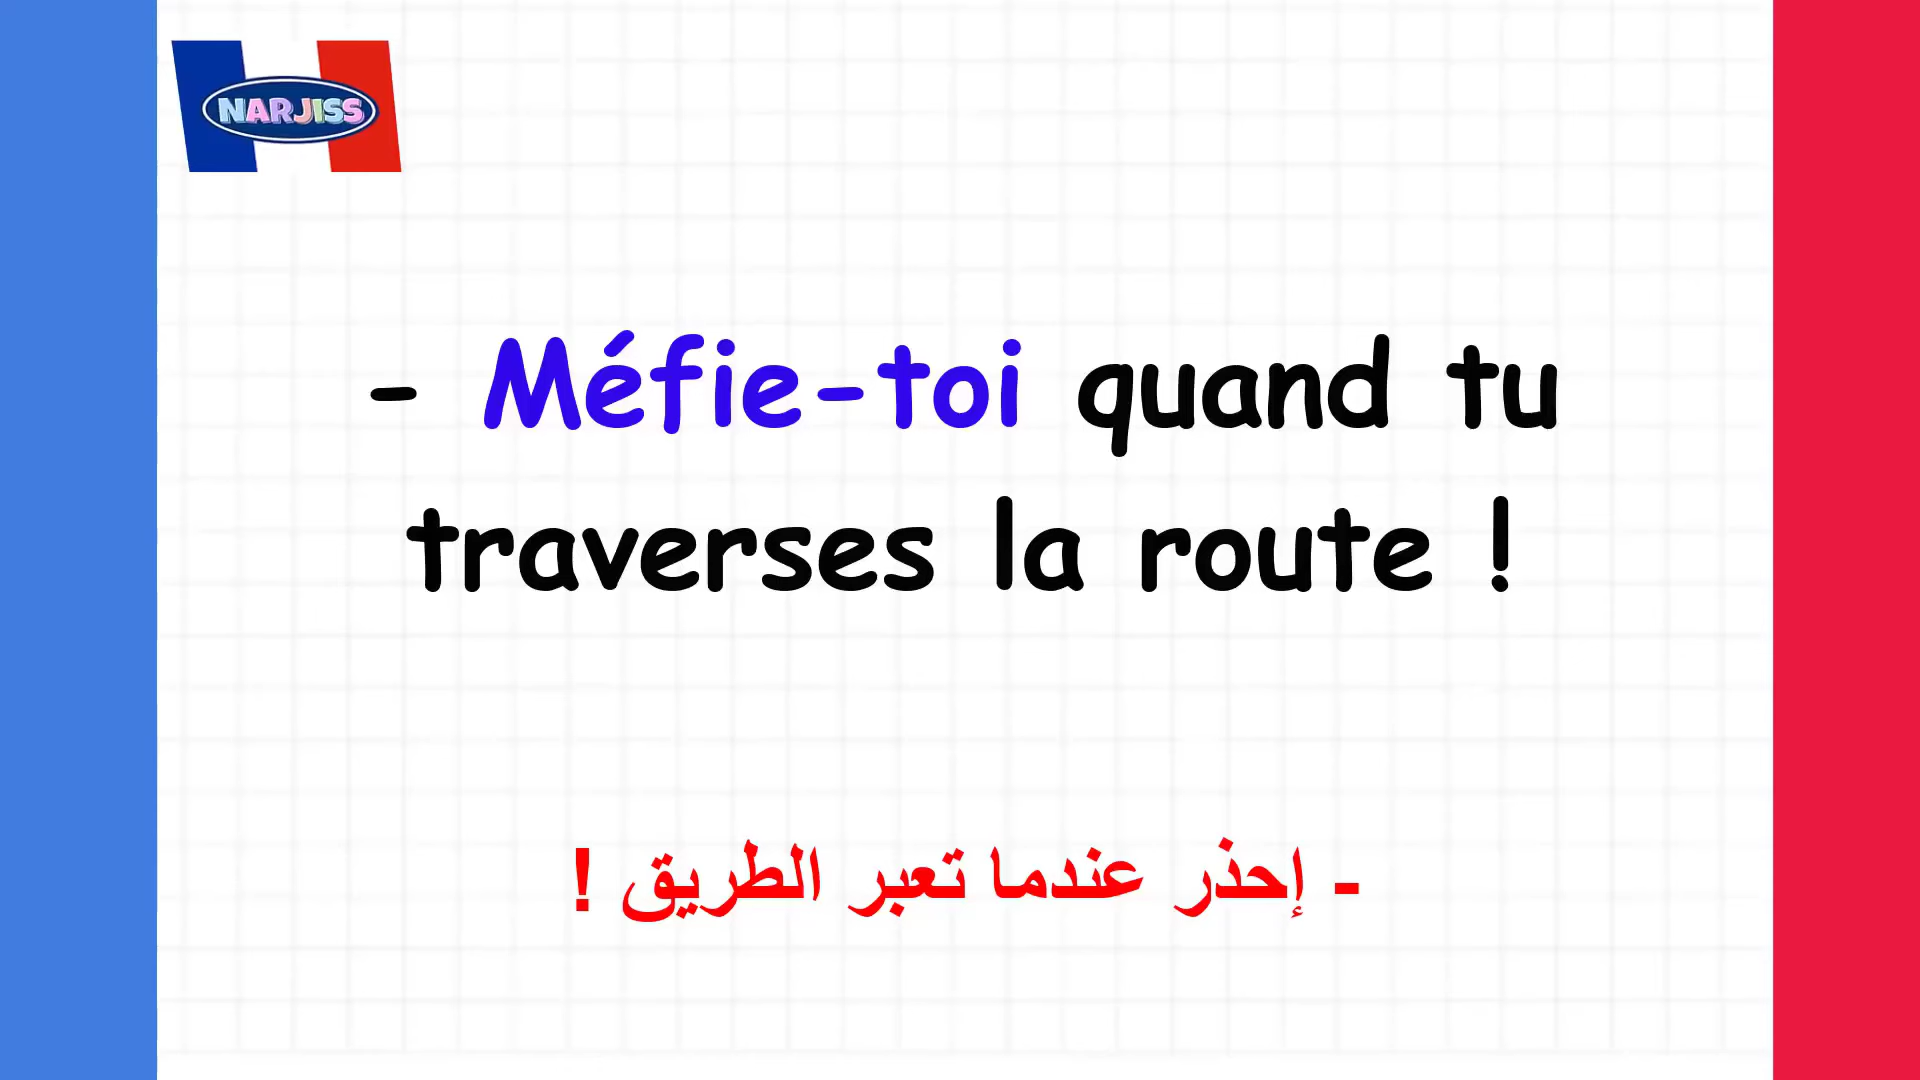 NARJISS
- Méfie-toi quand tu
traverses la route !
- إحذر عندما تعبر الطريق !